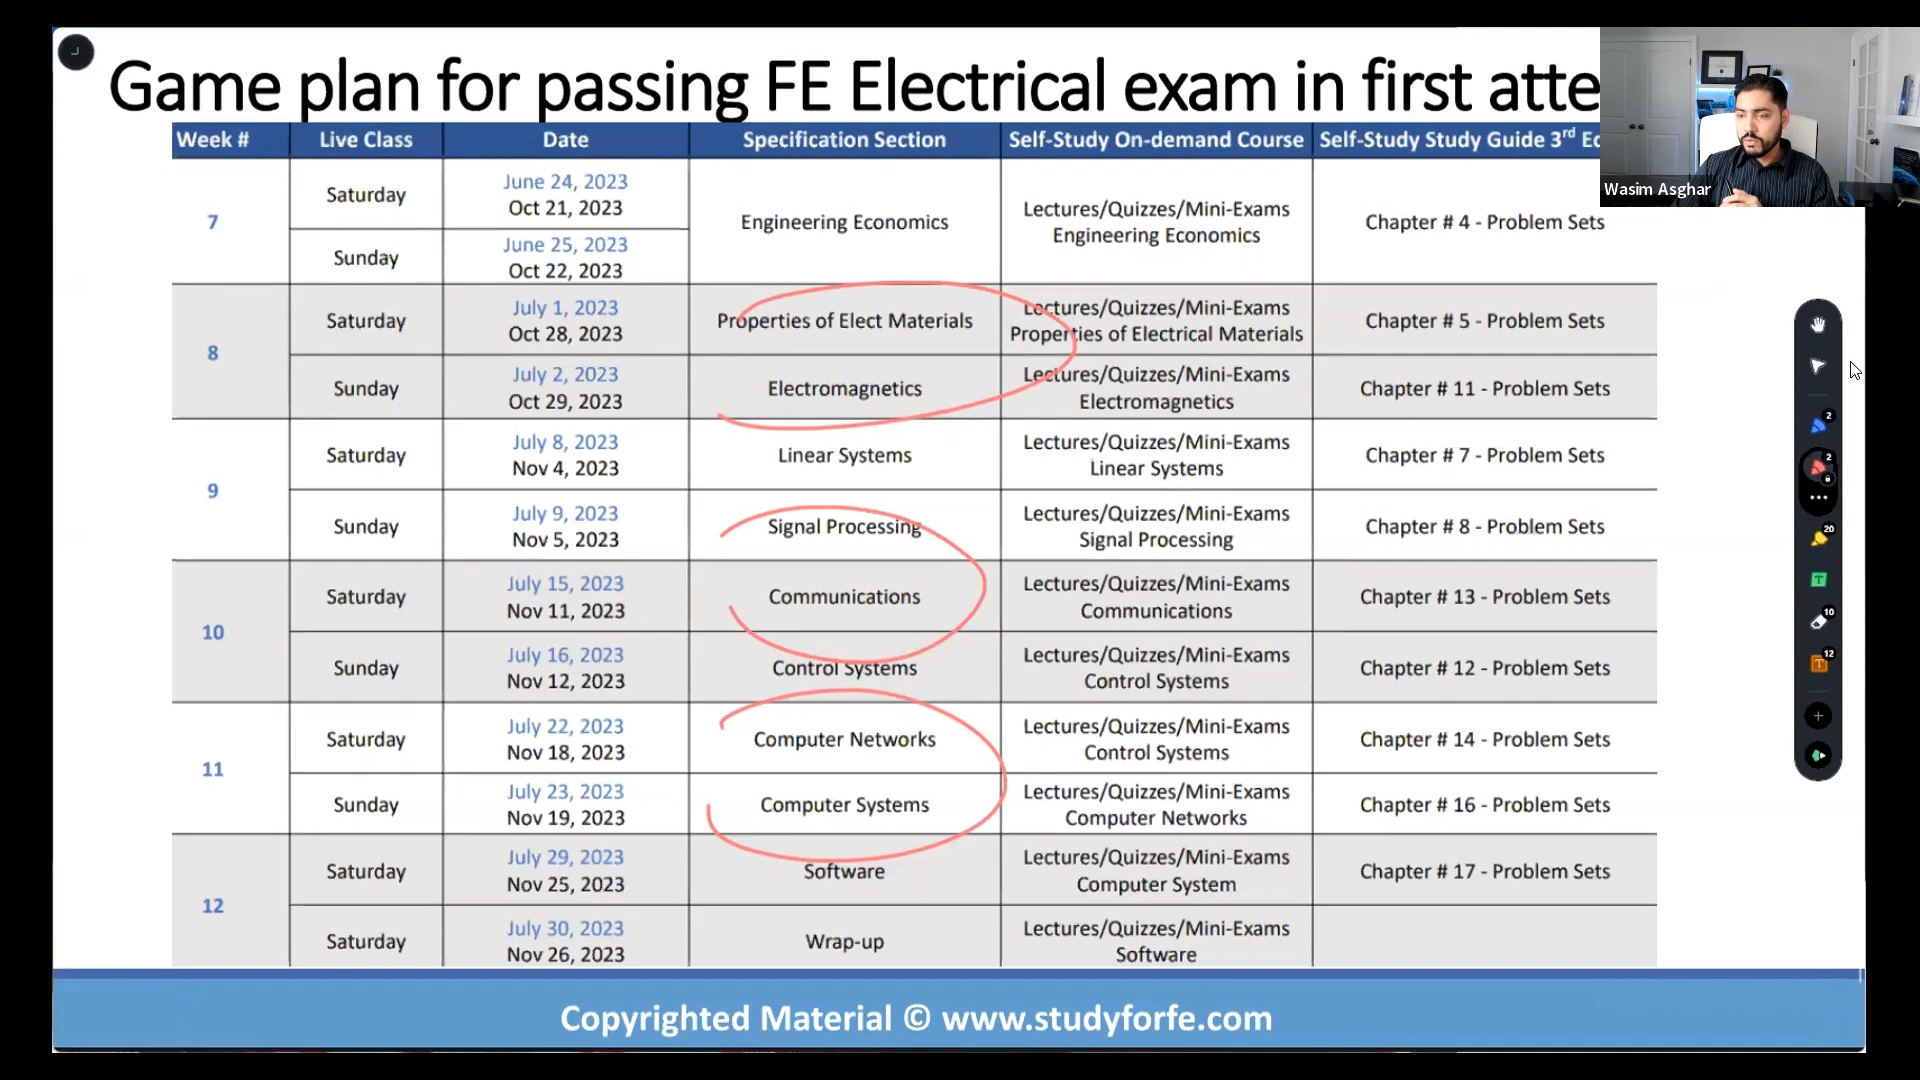 Game plan for passing FE Electrical exam in first atte
Wasim Asghar
Week # Live Class Date Specification Section Self-Study On-demand Course Self-Study Study Guide 3rd Ed
7
Saturday
June 24, 2023
Oct 21, 2023
Sunday
June 25, 2023
Oct 22, 2023
Engineering Economics
Lectures/Quizzes/Mini-Exams
Engineering Economics
Chapter # 4 - Problem Sets
8
Saturday
July 1, 2023
Oct 28, 2023
Properties of Elect Materials
Lectures/Quizzes/Mini-Exams
Properties of Electrical Materials
Chapter # 5 - Problem Sets
Sunday
July 2, 2023
Oct 29, 2023
Electromagnetics
Lectures/Quizzes/Mini-Exams
Electromagnetics
Chapter # 11 - Problem Sets
9
Saturday
July 8, 2023
Nov 4, 2023
Linear Systems
Lectures/Quizzes/Mini-Exams
Linear Systems
Chapter # 7 - Problem Sets
Sunday
July 9, 2023
Nov 5, 2023
Signal Processing
Lectures/Quizzes/Mini-Exams
Signal Processing
Chapter # 8 - Problem Sets
10
Saturday
July 15, 2023
Nov 11, 2023
Communications
Lectures/Quizzes/Mini-Exams
Communications
Chapter # 13 - Problem Sets
Sunday
July 16, 2023
Nov 12, 2023
Control Systems
Lectures/Quizzes/Mini-Exams
Control Systems
Chapter # 12 - Problem Sets
11
Saturday
July 22, 2023
Nov 18, 2023
Computer Networks
Lectures/Quizzes/Mini-Exams
Control Systems
Chapter # 14 - Problem Sets
Sunday
July 23, 2023
Nov 19, 2023
Computer Systems
Lectures/Quizzes/Mini-Exams
Computer Networks
Chapter # 16 - Problem Sets
12
Saturday
July 29, 2023
Nov 25, 2023
Software
Lectures/Quizzes/Mini-Exams
Computer System
Chapter # 17 - Problem Sets
Saturday
July 30, 2023
Nov 26, 2023
Wrap-up
Lectures/Quizzes/Mini-Exams
Software
Copyrighted Material © www.studyforfe.com
2
2
20
T
10
T
12